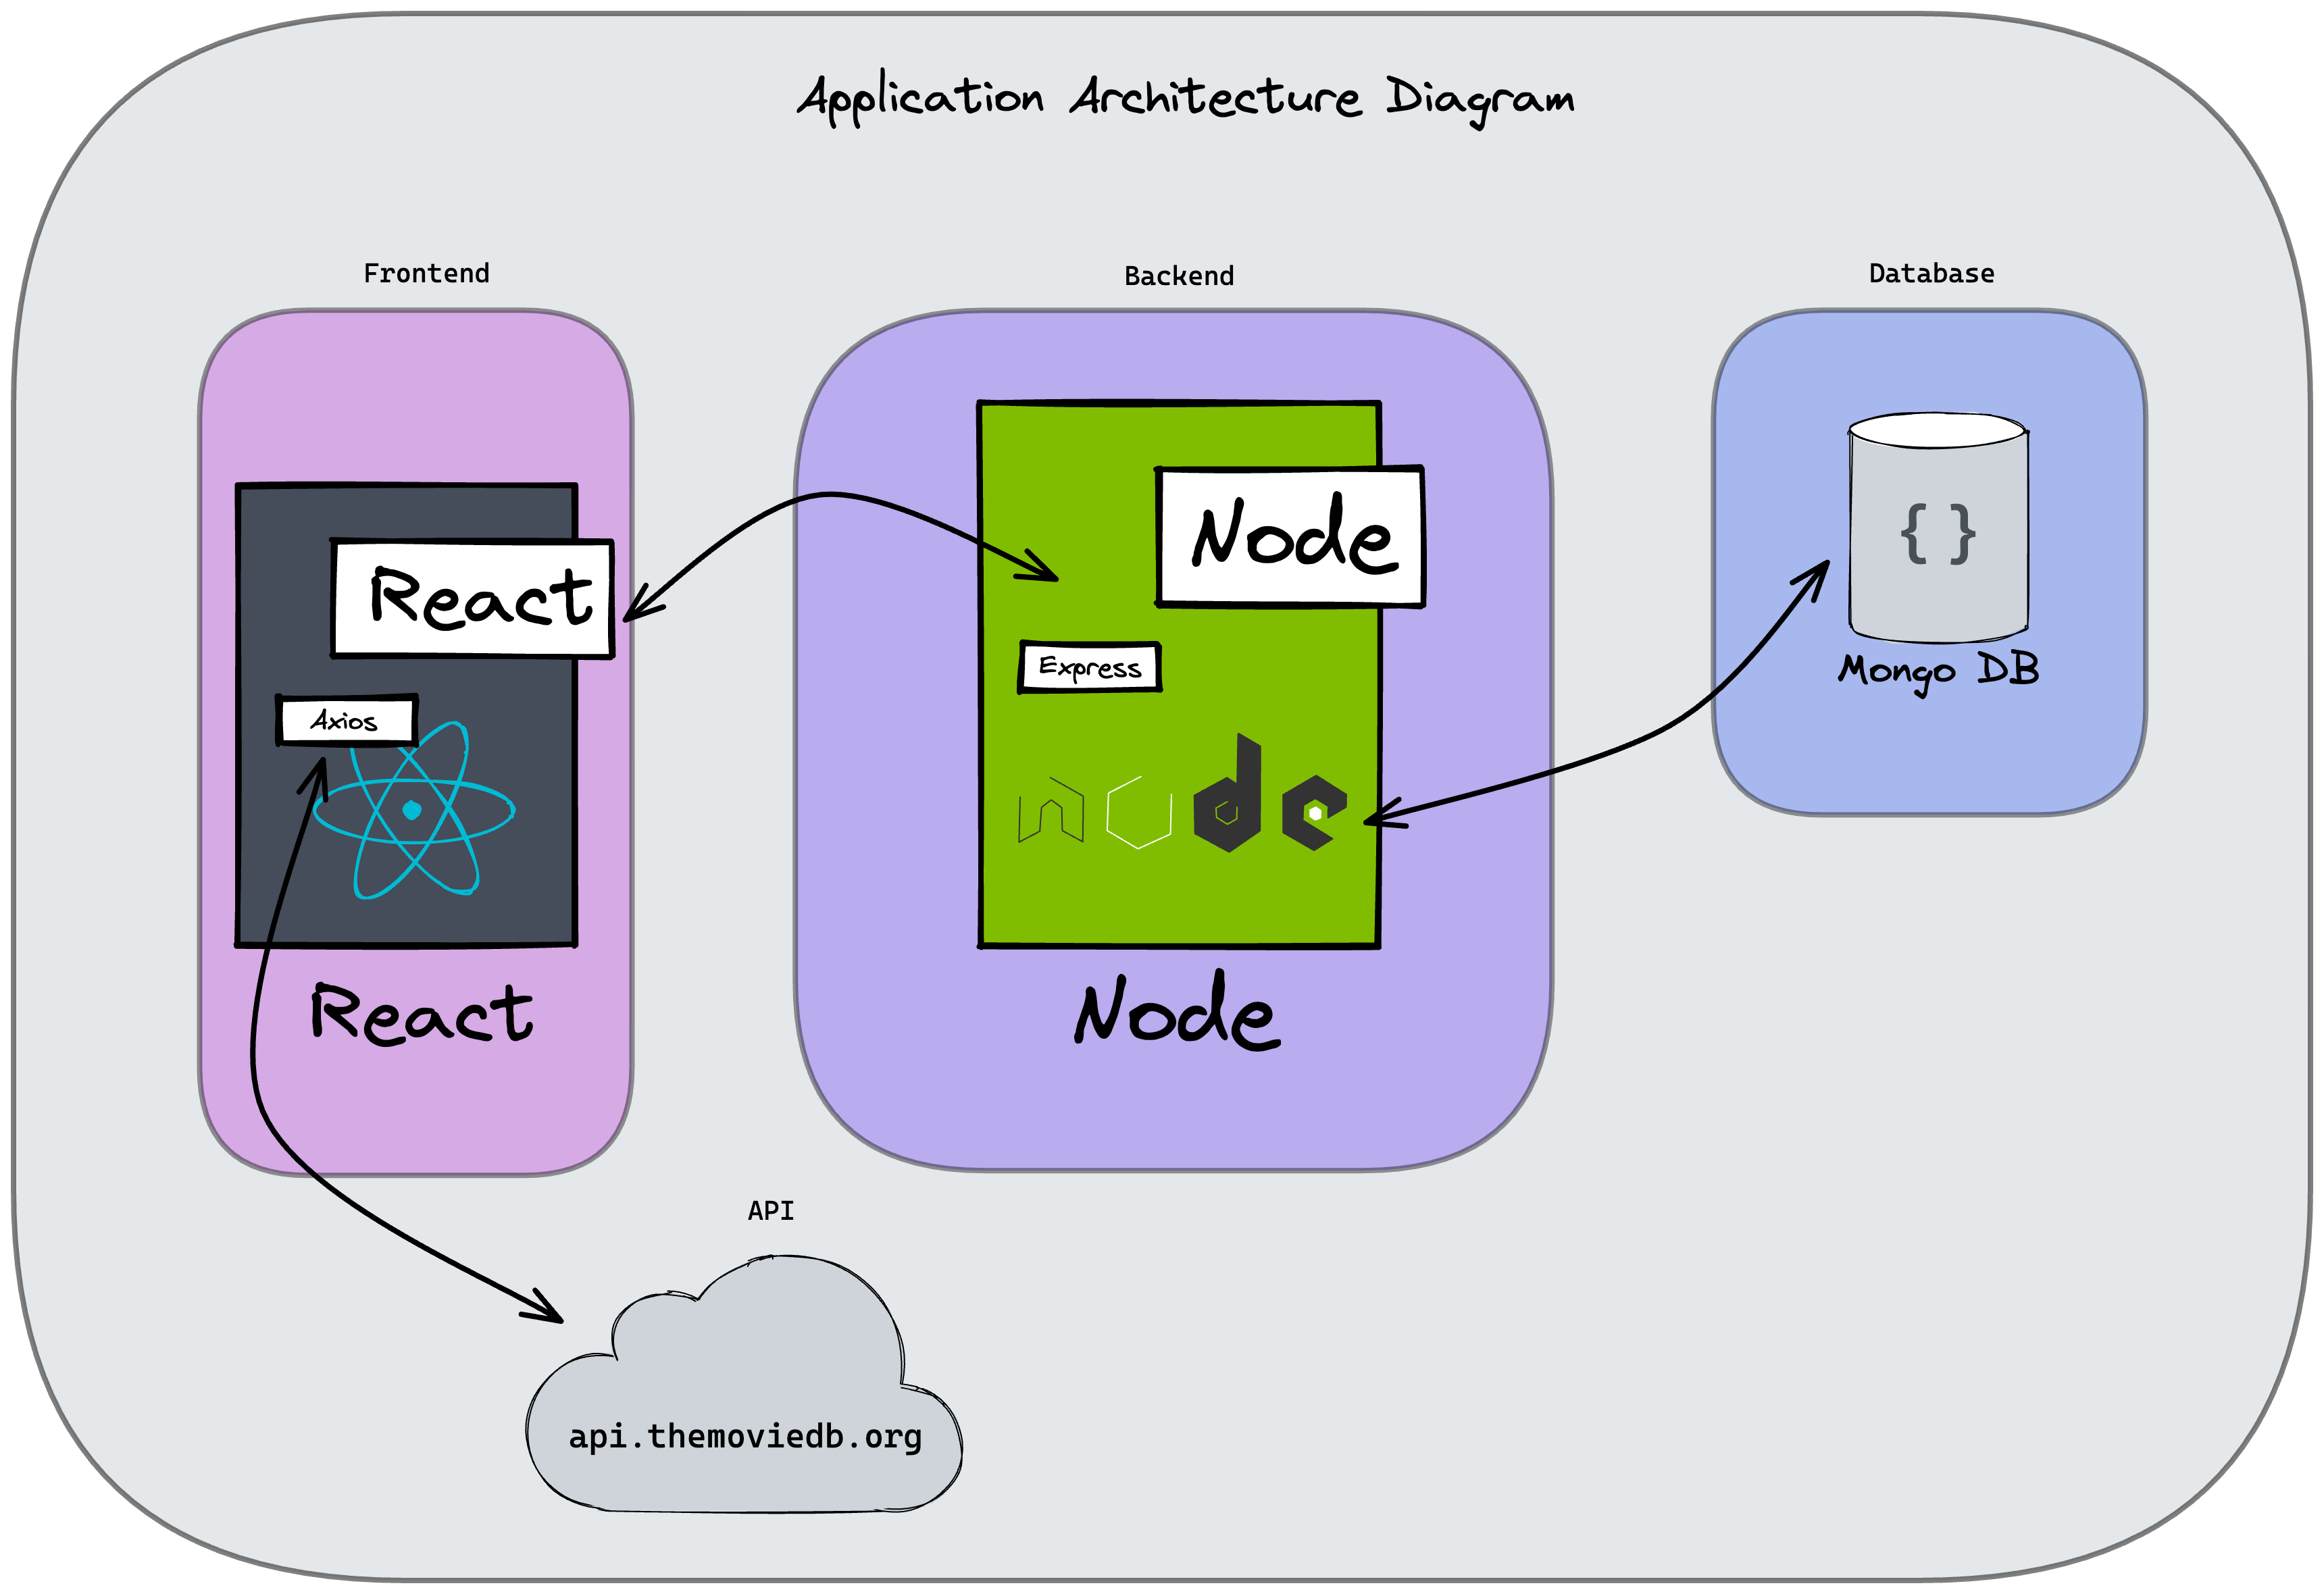 Application Architecture Diagram
Frontend
Backend
Database
React
Axios
React
Node
Express
node
Node
{}
Mongo DB
API
api.themoviedb.org